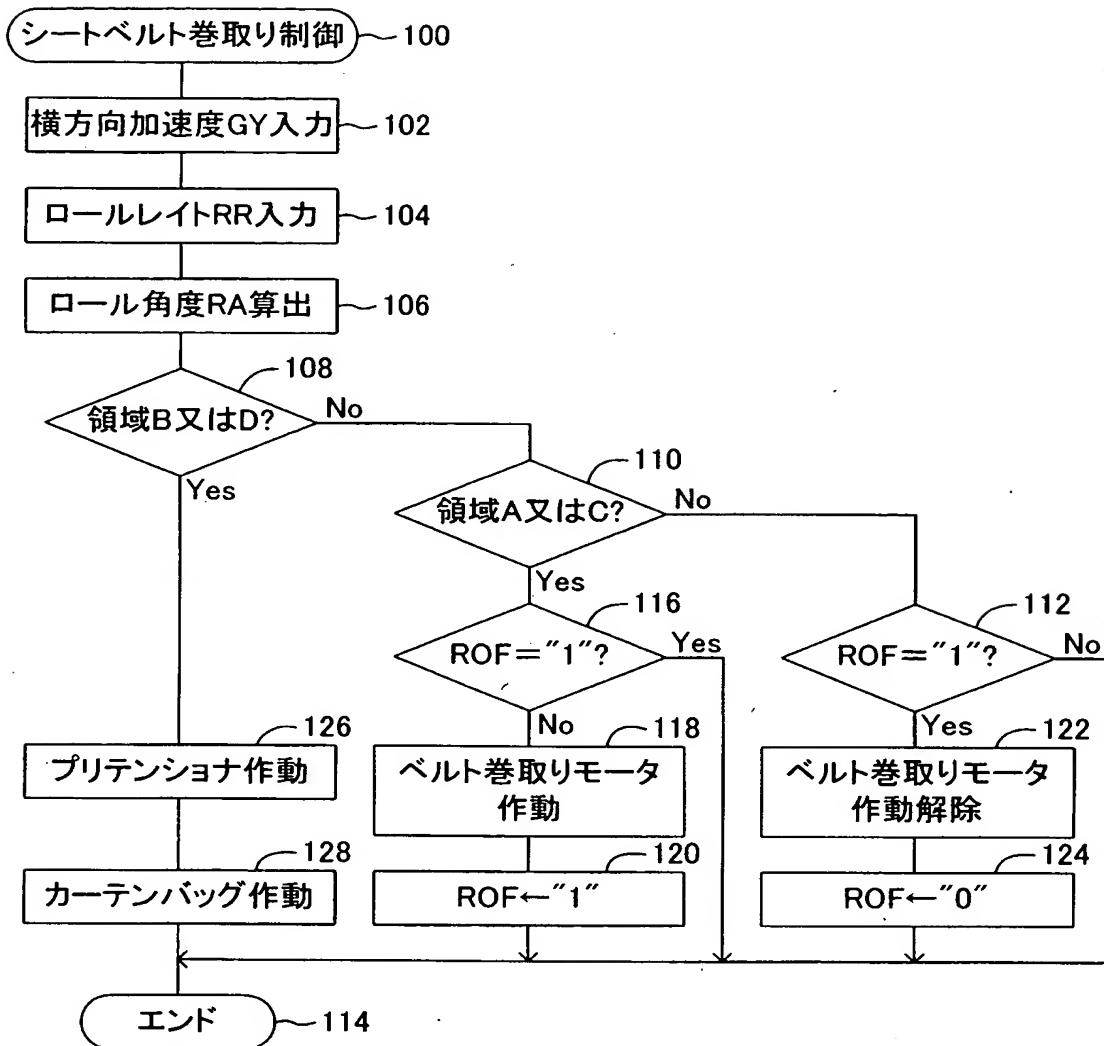 シートベルト巻取り制御
100
横方向加速度GY入力
102
ロールレイトRR入力
104
ロール角度RA算出
106
108
領域B又はD?
No
Yes
110
領域A又はC?
No
Yes
116
ROF="1"?
Yes
No
112
ROF="1"?
No
Yes
126
プリテンショナ作動
118
ベルト巻取りモータ
作動
122
ベルト巻取りモータ
作動解除
128
カーテンバッグ作動
120
ROF←"1"
124
ROF←"0"
エンド
114